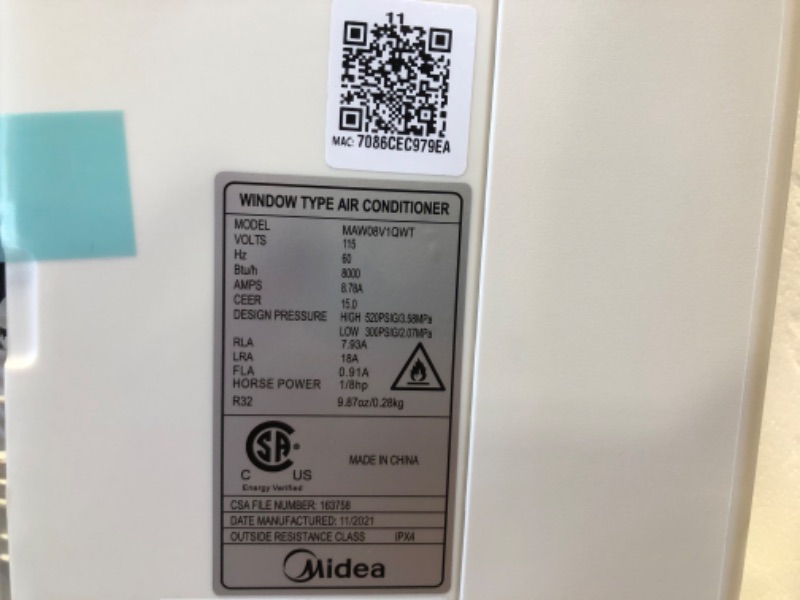 11
MAC: 7086CEC979EA
WINDOW TYPE AIR CONDITIONER
MODEL MAW08V1QWT
VOLTS 115
Hz 60
Btu/h 8000
AMPS 8.78A
CEER 15.0
DESIGN PRESSURE HIGH 520PSIG/3.58MPa
LOW 300PSIG/2.07MPa
RLA 7.93A
LRA 18A
FLA 0.91A
HORSE POWER 1/8hp
R32 9.87oz/0.28kg
CSA ®
C US
Energy Verified
MADE IN CHINA
CSA FILE NUMBER: 163756
DATE MANUFACTURED: 11/2021
OUTSIDE RESISTANCE CLASS IPX4
Midea